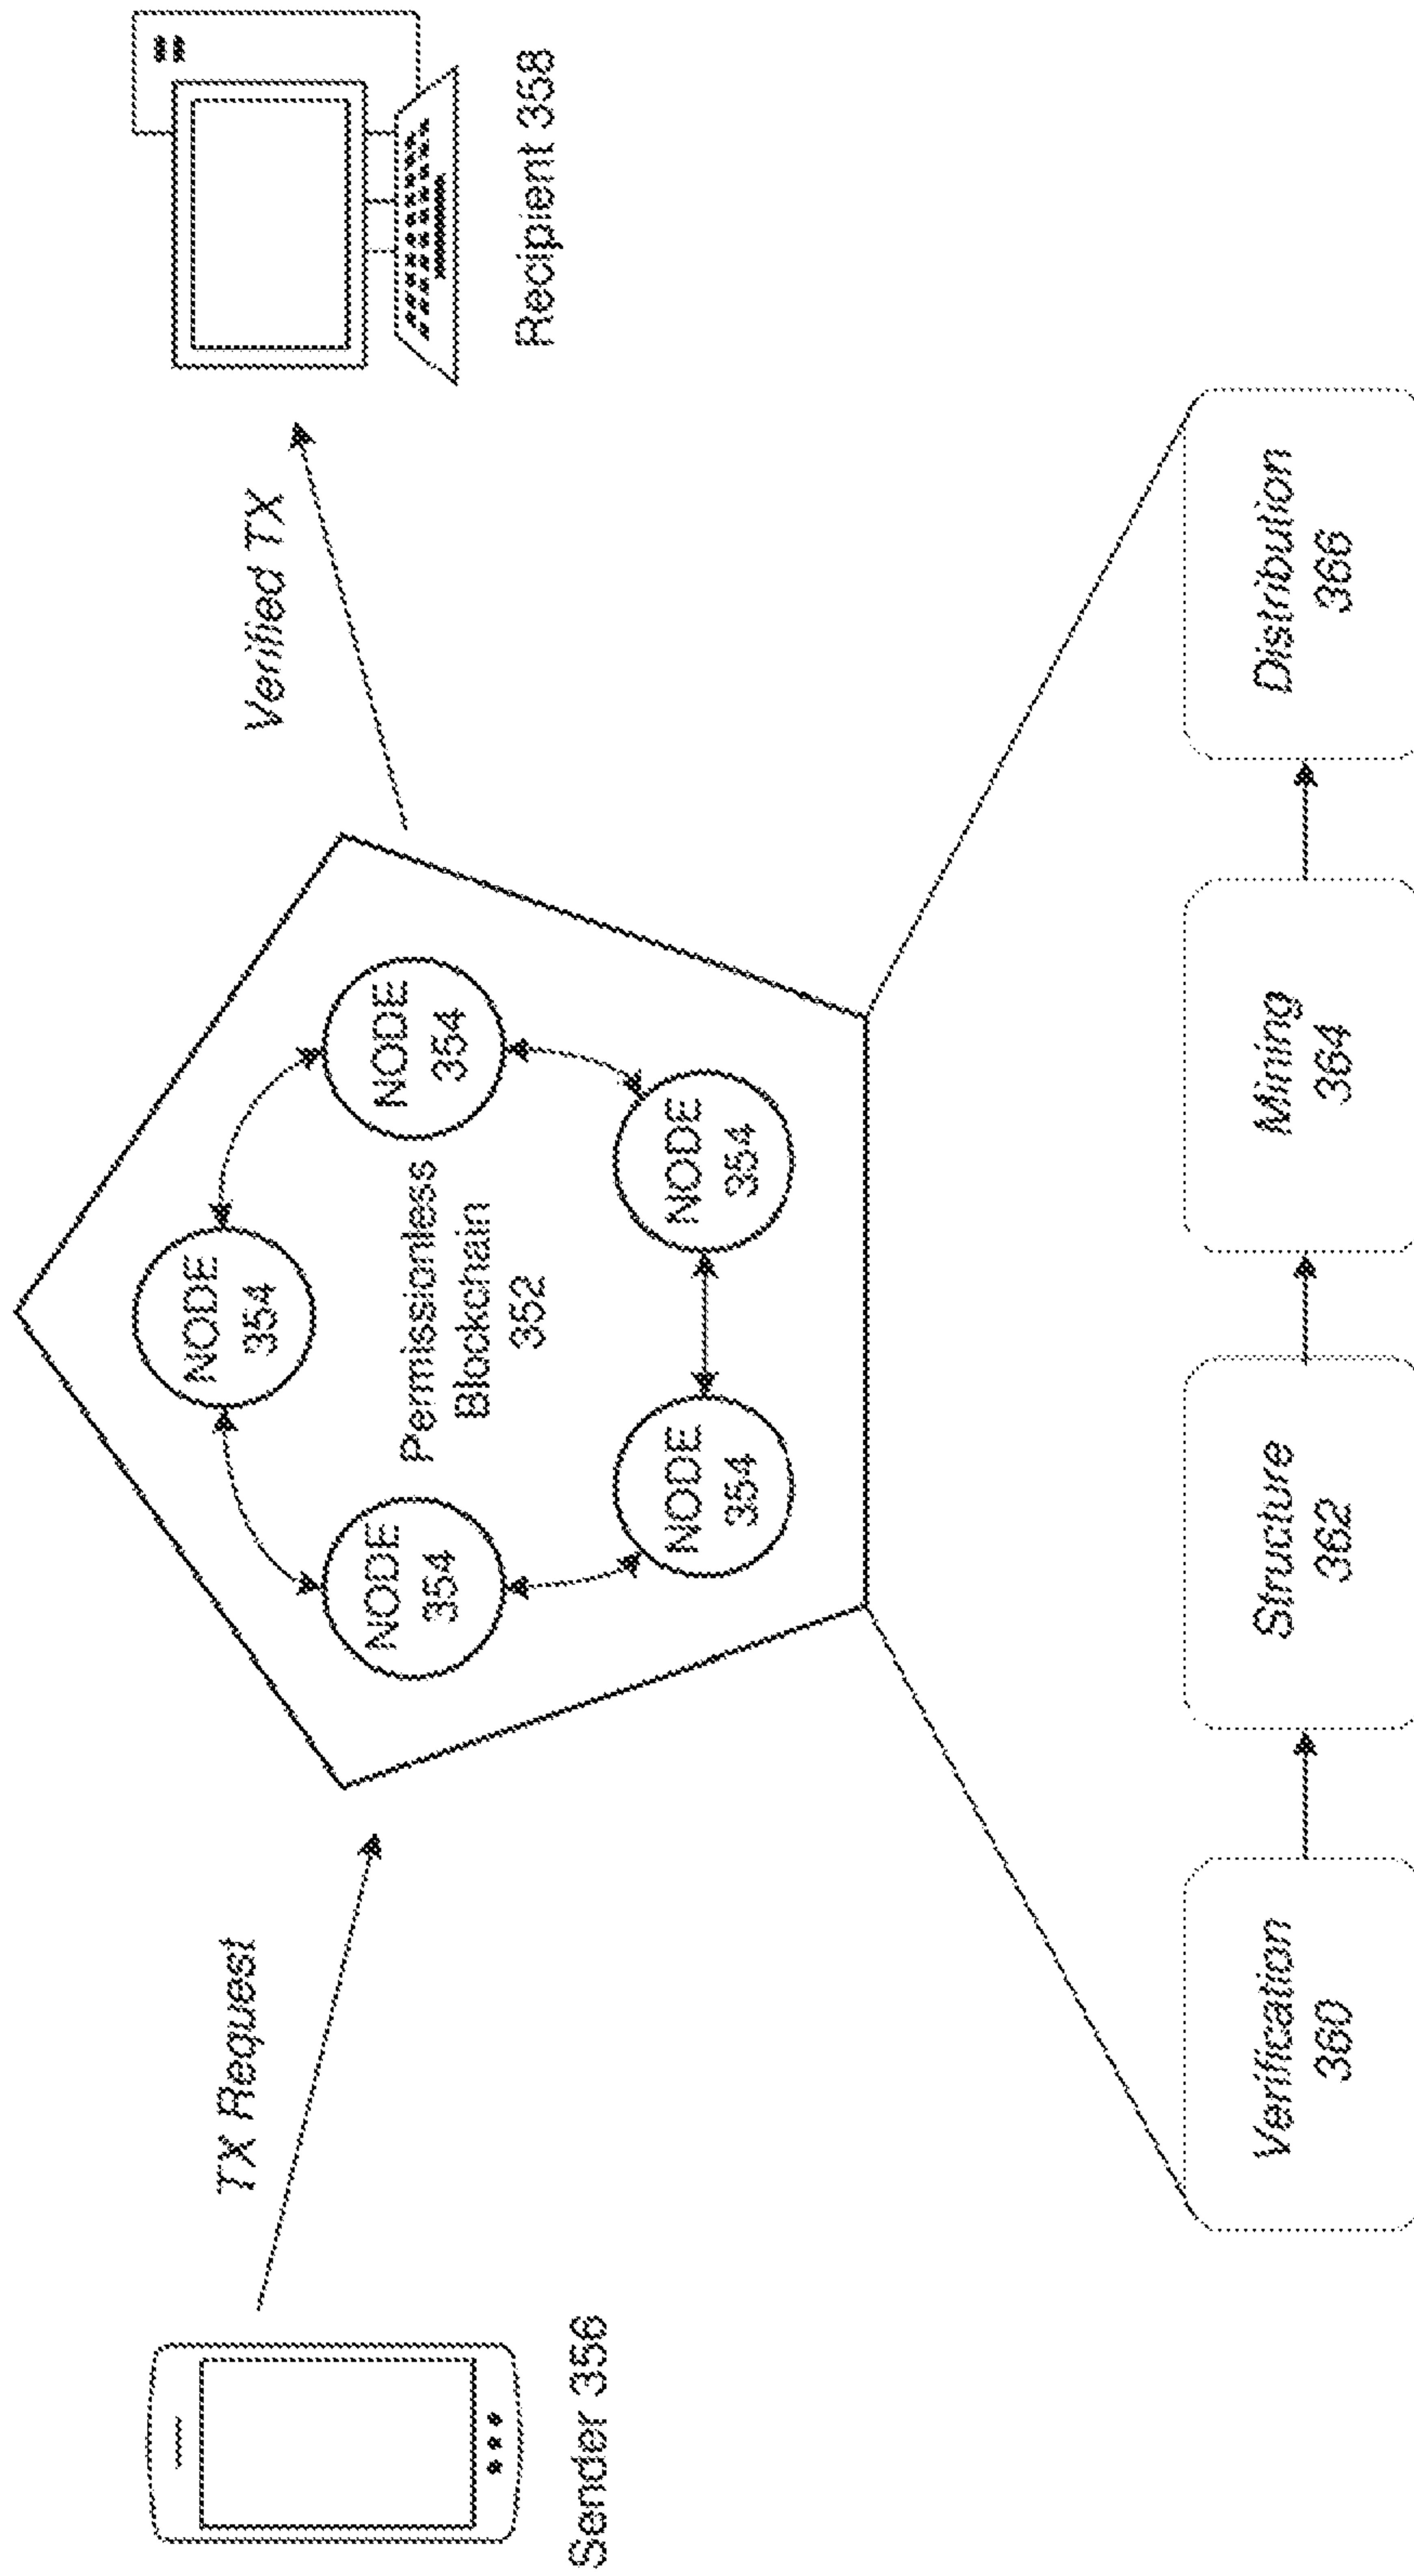 TX Request
Verified TX
Sender 356
Recipient 358
NODE
354
NODE
354
NODE
354
Permissionless
Blockchain
352
NODE
354
NODE
354
Verification
360
Structure
362
Mining
364
Distribution
366